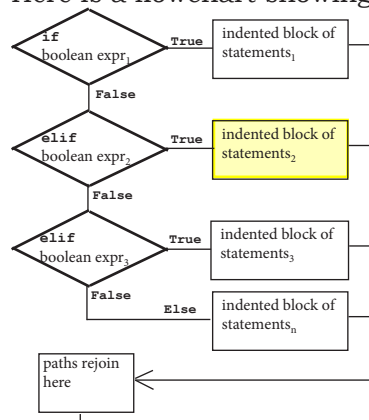 Here is a flowchart showing
if
boolean expr₁
True
indented block of
statements₁
False
elif
boolean expr₂
True
indented block of
statements₂
False
elif
boolean expr₃
True
indented block of
statements₃
False
Else
indented block of
statementsₙ
paths rejoin
here